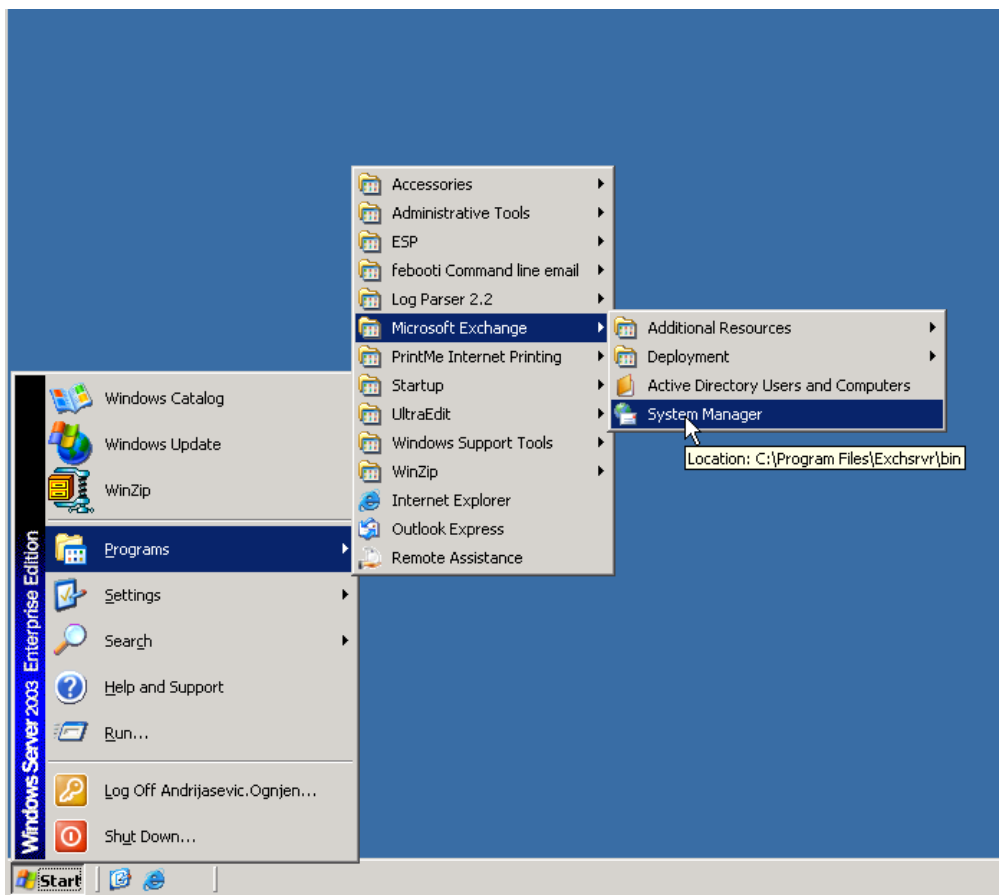 Accessories
Administrative Tools
ESP
febooti Command line email
Log Parser 2.2
Microsoft Exchange
PrintMe Internet Printing
Startup
UltraEdit
Windows Support Tools
WinZip
Internet Explorer
Outlook Express
Remote Assistance
Additional Resources
Deployment
Active Directory Users and Computers
System Manager
Location: C:\Program Files\Exchsrvr\bin
Windows Catalog
Windows Update
WinZip
Programs
Settings
Search
Help and Support
Run...
Log Off Andrijasevic.Ognjen...
Shut Down...
Windows Server 2003 Enterprise Edition
Start